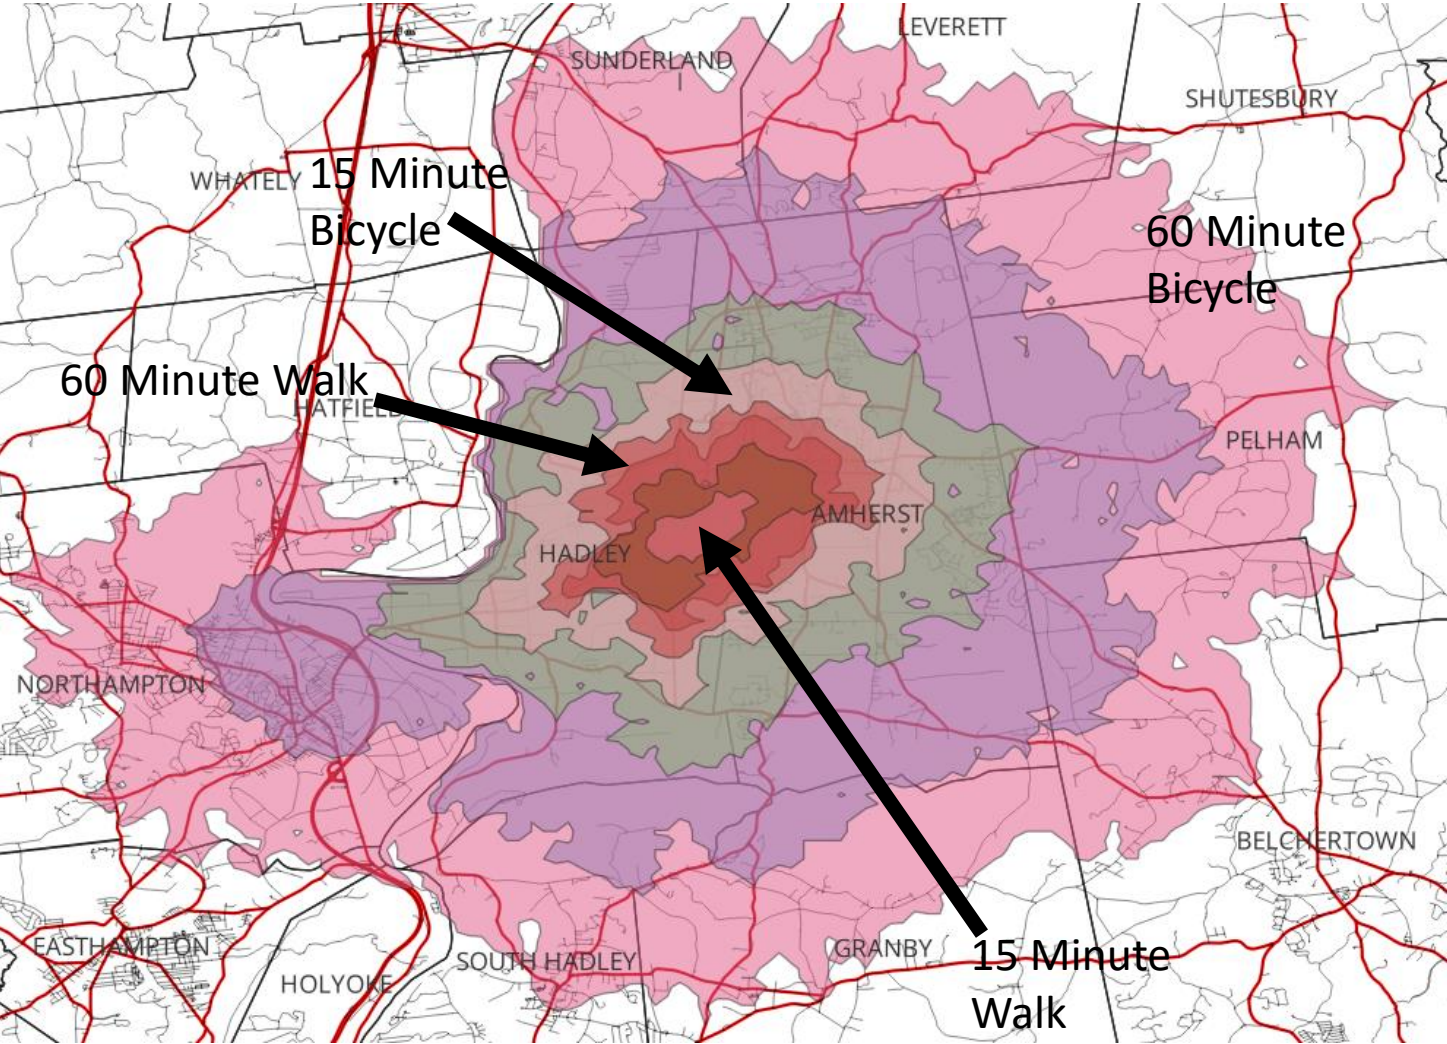 LEVERETT
SUNDERLAND
SHUTESBURY
WHATELY
15 Minute
Bicycle
60 Minute
Bicycle
60 Minute Walk
HATFIELD
PELHAM
AMHERST
HADLEY
NORTHAMPTON
BELCHERTOWN
EASTHAMPTON
SOUTH HADLEY
GRANBY
HOLYOKE
15 Minute
Walk